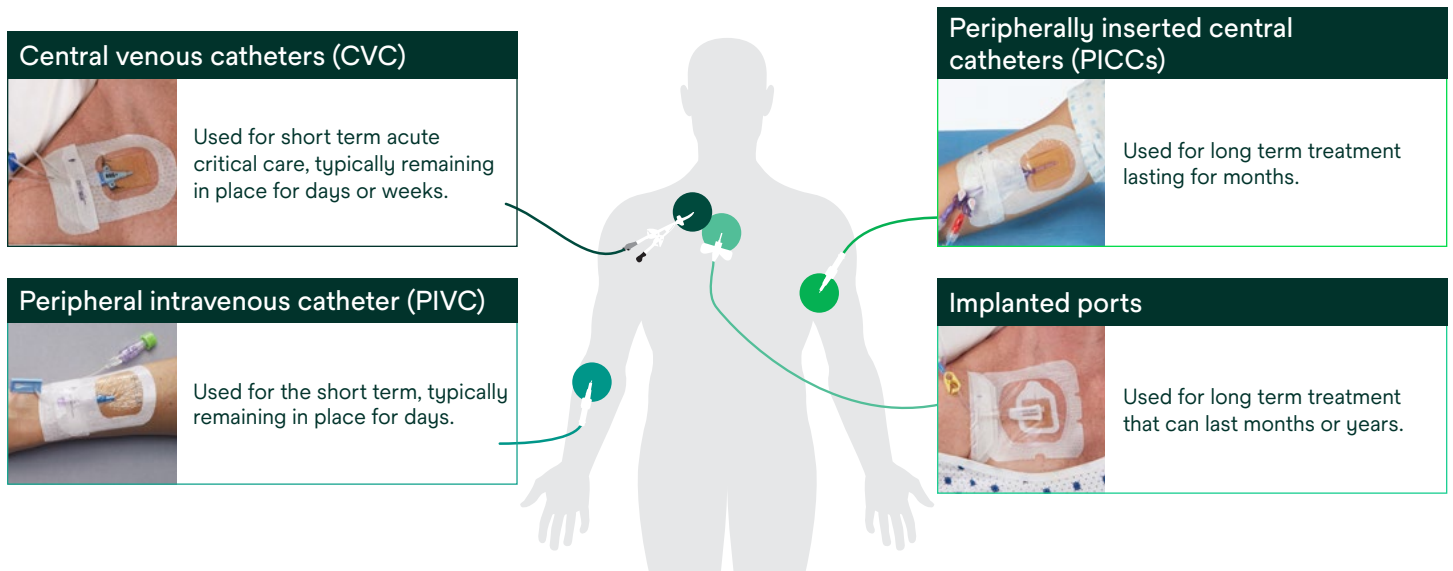 Central venous catheters (CVC)
Used for short term acute
critical care, typically remaining
in place for days or weeks.
Peripheral intravenous catheter (PIVC)
Used for the short term, typically
remaining in place for days.
Peripherally inserted central
catheters (PICCs)
Used for long term treatment
lasting for months.
Implanted ports
Used for long term treatment
that can last months or years.